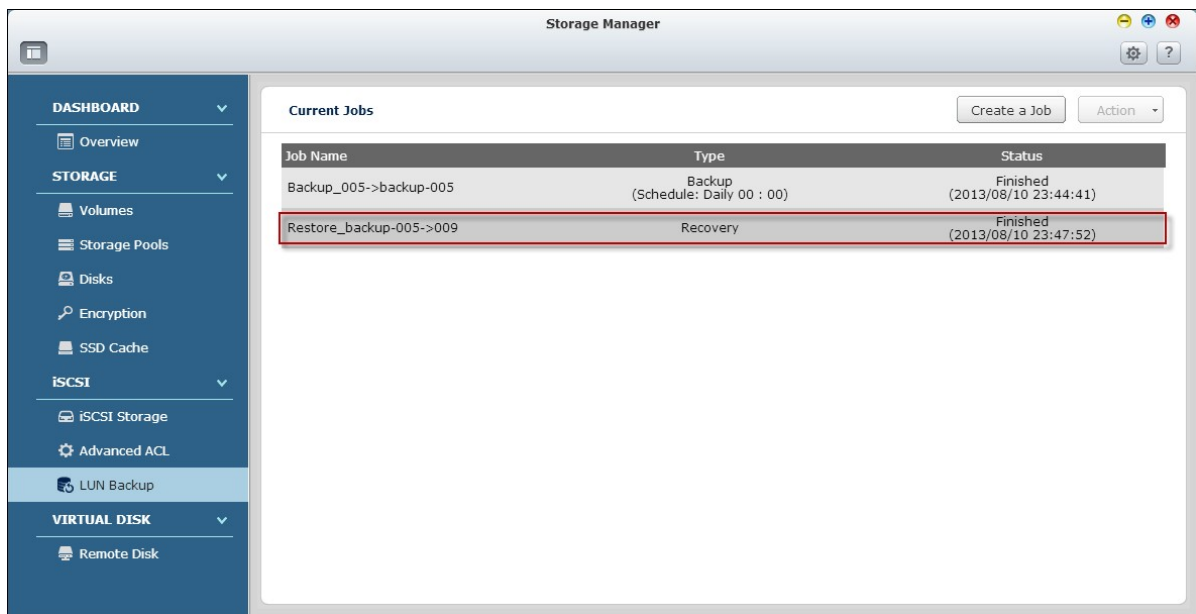 Storage Manager
?
DASHBOARD
Overview
STORAGE
Volumes
Storage Pools
Disks
Encryption
SSD Cache
iSCSI
iSCSI Storage
Advanced ACL
LUN Backup
VIRTUAL DISK
Remote Disk
Current Jobs
Create a Job
Action
Job Name Type Status
Backup_005->backup-005 Backup Finished
(Schedule: Daily 00 : 00) (2013/08/10 23:44:41)
Restore_backup-005->009 Recovery Finished
(2013/08/10 23:47:52)